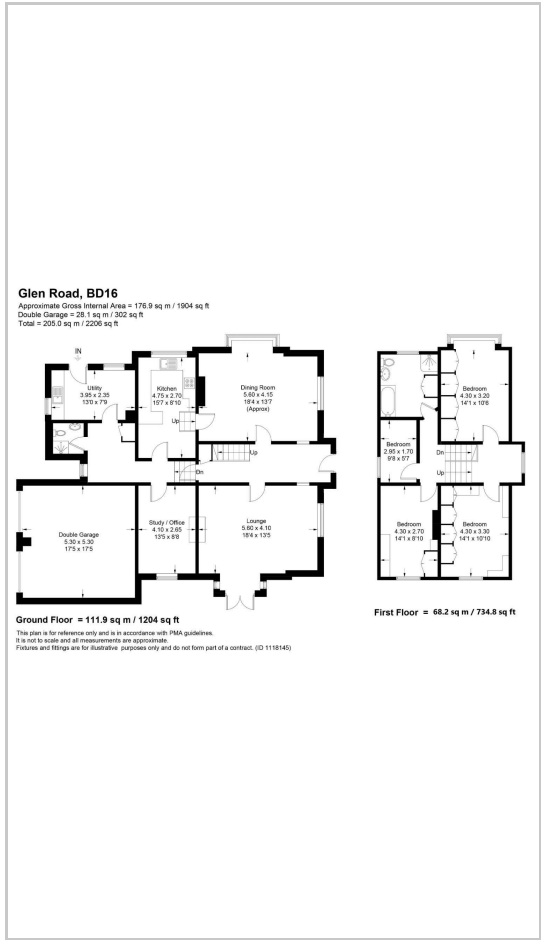 Glen Road, BD16
Approximate Gross Internal Area = 176.9 sq m / 1904 sq ft
Double Garage = 28.1 sq m / 302 sq ft
Total = 205.0 sq m / 2206 sq ft
IN
Utility
3.95 x 2.35
13'0 x 7'9
Kitchen
4.75 x 2.70
15'7 x 8'10
Up
Dining Room
5.60 x 4.15
18'4 x 13'7
(Approx)
Up
Dn
Double Garage
5.30 x 5.30
17'5 x 17'5
Study / Office
4.10 x 2.65
13'5 x 8'8
Lounge
5.60 x 4.10
18'4 x 13'5
Ground Floor = 111.9 sq m / 1204 sq ft
Bedroom
4.30 x 3.20
14'1 x 10'6
Bedroom
2.95 x 1.70
9'8 x 5'7
Dn
Up
Bedroom
4.30 x 2.70
14'1 x 8'10
Bedroom
4.30 x 3.30
14'1 x 10'10
First Floor = 68.2 sq m / 734.8 sq ft
This plan is for reference only and is in accordance with PMA guidelines.
It is not to scale and all measurements are approximate.
Fixtures and fittings are for illustrative purposes only and do not form part of a contract. (ID 1118145)